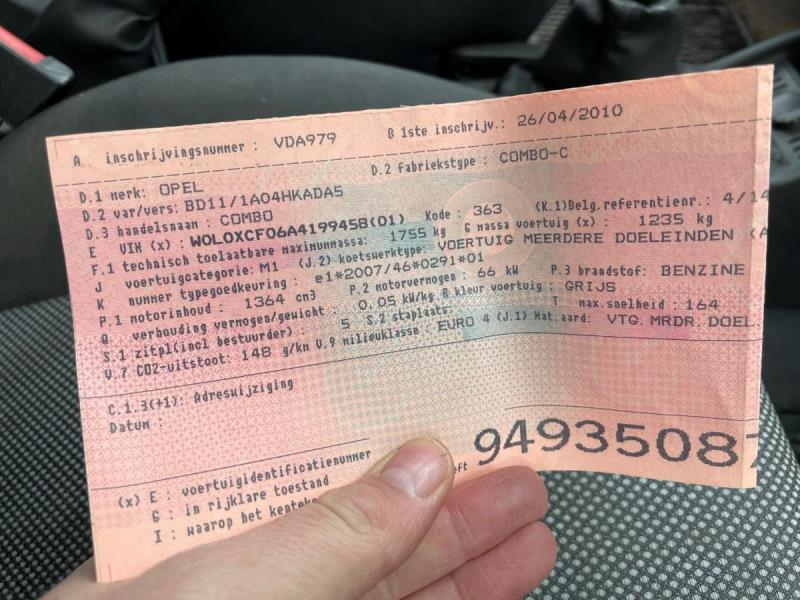 A inschrijvingsnummer : VDA979 B 1ste inschrijv.: 26/04/2010
D.1 merk: OPEL D.2 fabriekstype : COMBO-C
D.2 var/vers: BD11/1A04HKADA5
D.3 handelsnaam : COMBO Kode : 363 (K.1)Belg.referentienr.: 4/14
E VIN (x) : W0L0XCF06A4199458(01) G massa voertuig (x) : 1235 kg
F.1 technisch toelaatbare maximummassa: 1755 kg
J voertuigcategorie: M1 (J.2) koetswerktype: VOERTUIG MEERDERE DOELEINDEN (A
K nummer typegoedkeuring : e1*2007/46*0291*01
P.1 motorinhoud : 1364 cm3 P.2 motorvermogen : 66 kW P.3 brandstof: BENZINE
Q verhouding vermogen/gewicht : 0,05 kW/kg R kleur voertuig : GRIJS
S.1 zitpl(incl bestuurder) : 5 S.2 staplaats: T max.snelheid : 164
V.7 CO2-uitstoot: 148 g/km V.9 milieuklasse EURO 4 (J.1) Nat.aard: VTG.MRDR.DOEL.
C.1.3(+1): Adreswijziging
Datum :
94935087
(x) E : voertuigidentificatienummer
G : in rijklare toestand
I : waarop het kenteke